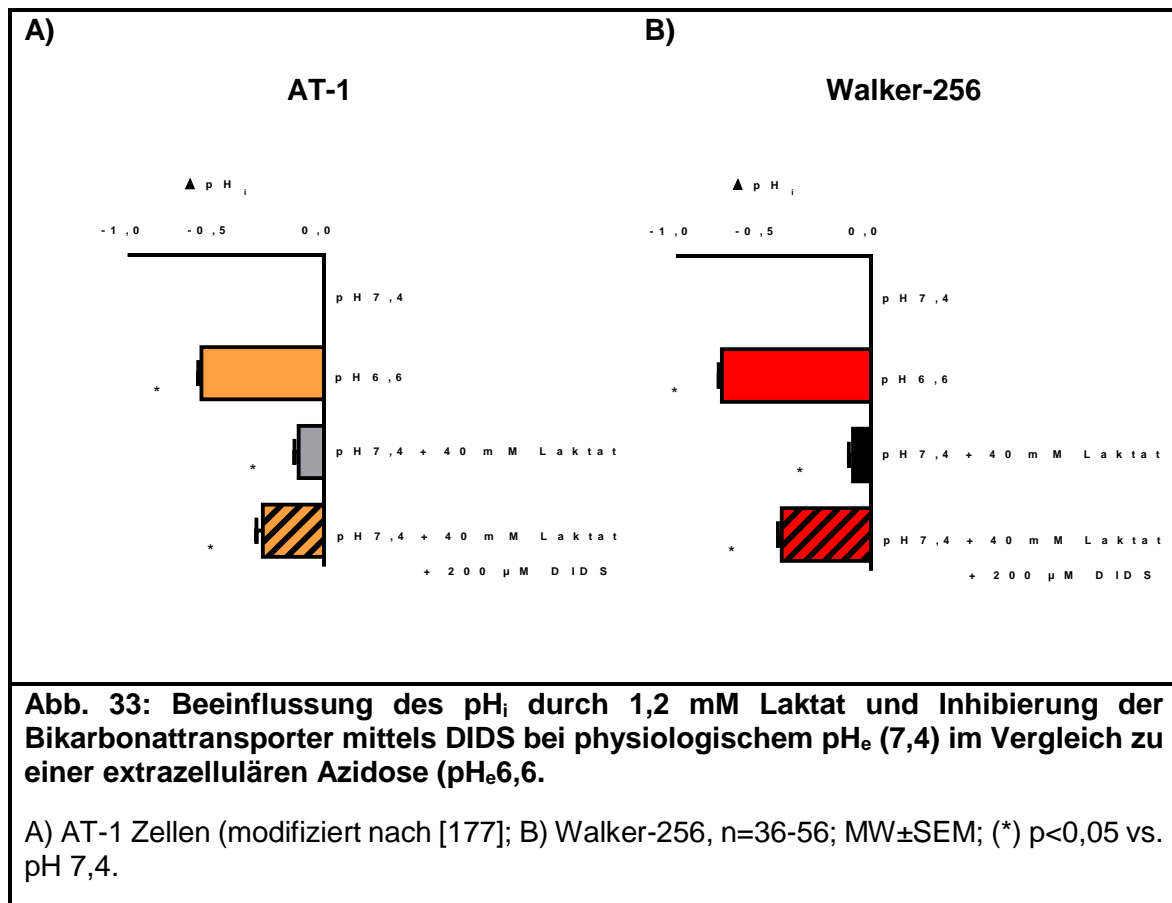 A)
AT-1
▲ pHi
-1,0 -0,5 0,0
pH 7,4
pH 6,6
*
pH 7,4 + 40 mM Laktat
*
pH 7,4 + 40 mM Laktat
*
+ 200 µM DIDS
B)
Walker-256
▲ pHi
-1,0 -0,5 0,0
pH 7,4
pH 6,6
*
pH 7,4 + 40 mM Laktat
*
pH 7,4 + 40 mM Laktat
*
+ 200 µM DIDS
Abb. 33: Beeinflussung des pHi durch 1,2 mM Laktat und Inhibierung der
Bikarbonattransporter mittels DIDS bei physiologischem pHe (7,4) im Vergleich zu
einer extrazellulären Azidose (pHe6,6.
A) AT-1 Zellen (modifiziert nach [177]; B) Walker-256, n=36-56; MW±SEM; (*) p<0,05 vs.
pH 7,4.